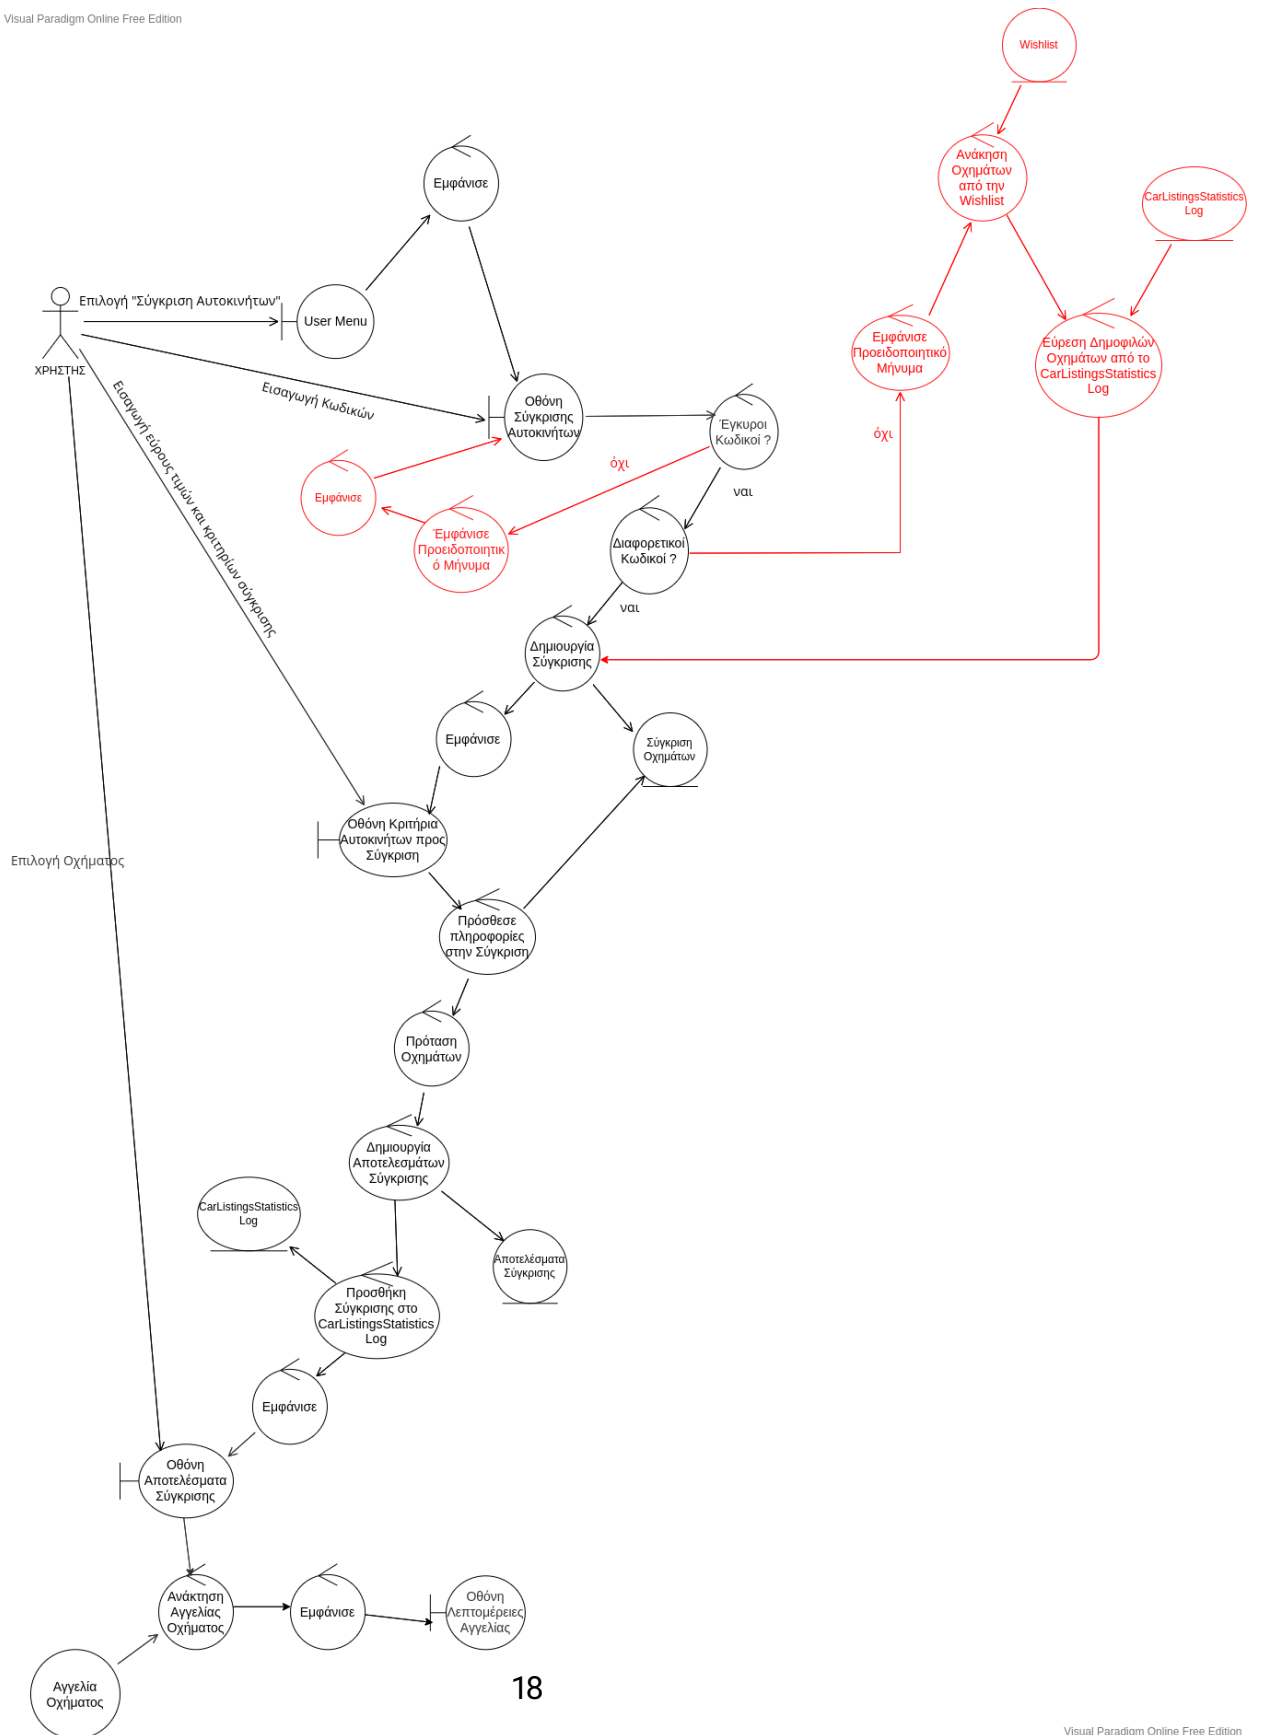 Visual Paradigm Online Free Edition
Wishlist
Ανάκηση
Οχημάτων
από την
Wishlist
CarListingsStatistics
Log
Εμφάνισε
Επιλογή "Σύγκριση Αυτοκινήτων"
User Menu
ΧΡΗΣΤΗΣ
Εμφάνισε
Προειδοποιητικό
Μήνυμα
Εύρεση Δημοφιλών
Οχημάτων από το
CarListingsStatistics
Log
Εισαγωγή Κωδικών
Οθόνη
Σύγκρισης
Αυτοκινήτων
Έγκυροι
Κωδικοί ?
όχι
όχι
ναι
Εισαγωγή εύρους τιμών και κριτηρίων σύγκρισης
Εμφάνισε
Έμφάνισε
Προειδοποιητικ
ό Μήνυμα
Διαφορετικοί
Κωδικοί ?
ναι
Δημιουργία
Σύγκρισης
Εμφάνισε
Σύγκριση
Οχημάτων
Οθόνη Κριτήρια
Αυτοκινήτων προς
Σύγκριση
Επιλογή Οχήματος
Πρόσθεσε
πληροφορίες
στην Σύγκριση
Πρόταση
Οχημάτων
Δημιουργία
Αποτελεσμάτων
Σύγκρισης
CarListingsStatistics
Log
Αποτελέσματα
Σύγκρισης
Προσθήκη
Σύγκρισης στο
CarListingsStatistics
Log
Εμφάνισε
Οθόνη
Αποτελέσματα
Σύγκρισης
Ανάκτηση
Αγγελίας
Οχήματος
Εμφάνισε
Οθόνη
Λεπτομέρειες
Αγγελίας
Αγγελία
Οχήματος
18
Visual Paradigm Online Free Edition